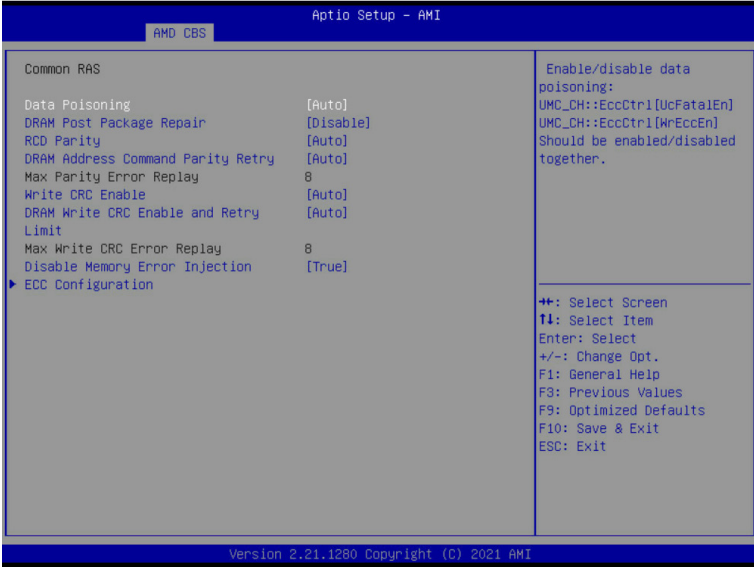 Aptio Setup – AMI
AMD CBS
Common RAS
Data Poisoning [Auto]
DRAM Post Package Repair [Disable]
RCD Parity [Auto]
DRAM Address Command Parity Retry [Auto]
Max Parity Error Replay 8
Write CRC Enable [Auto]
DRAM Write CRC Enable and Retry [Auto]
Limit
Max Write CRC Error Replay 8
Disable Memory Error Injection [True]
ECC Configuration
Enable/disable data
poisoning:
UMC_CH::EccCtrl[UcFatalEn]
UMC_CH::EccCtrl[WrEccEn]
Should be enabled/disabled
together.
→←: Select Screen
↑↓: Select Item
Enter: Select
+/-: Change Opt.
F1: General Help
F3: Previous Values
F9: Optimized Defaults
F10: Save & Exit
ESC: Exit
Version 2.21.1280 Copyright (C) 2021 AMI